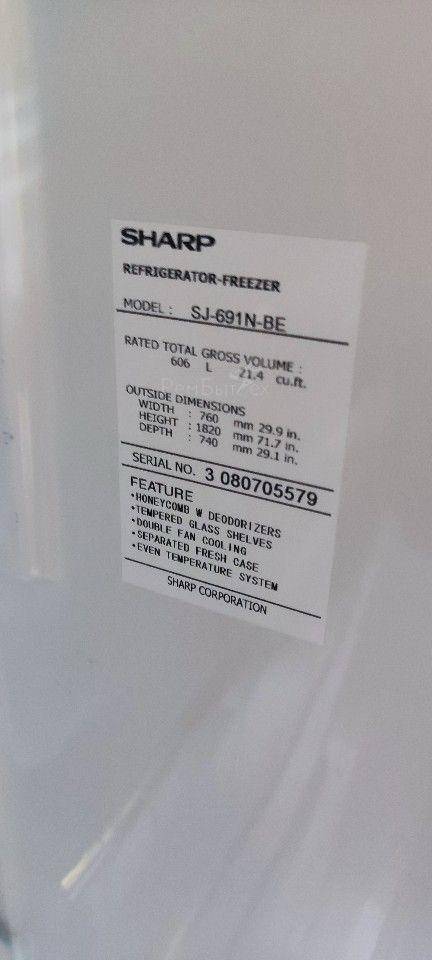 SHARP
REFRIGERATOR-FREEZER
MODEL : SJ-691N-BE
RATED TOTAL GROSS VOLUME :
606 L 21.4 cu.ft.
РемБытТех
OUTSIDE DIMENSIONS
WIDTH : 760 mm 29.9 in.
HEIGHT : 1820 mm 71.7 in.
DEPTH : 740 mm 29.1 in.
SERIAL NO. 3 080705579
FEATURE
•HONEYCOMB W DEODORIZERS
•TEMPERED GLASS SHELVES
•DOUBLE FAN COOLING
•SEPARATED FRESH CASE
•EVEN TEMPERATURE SYSTEM
SHARP CORPORATION